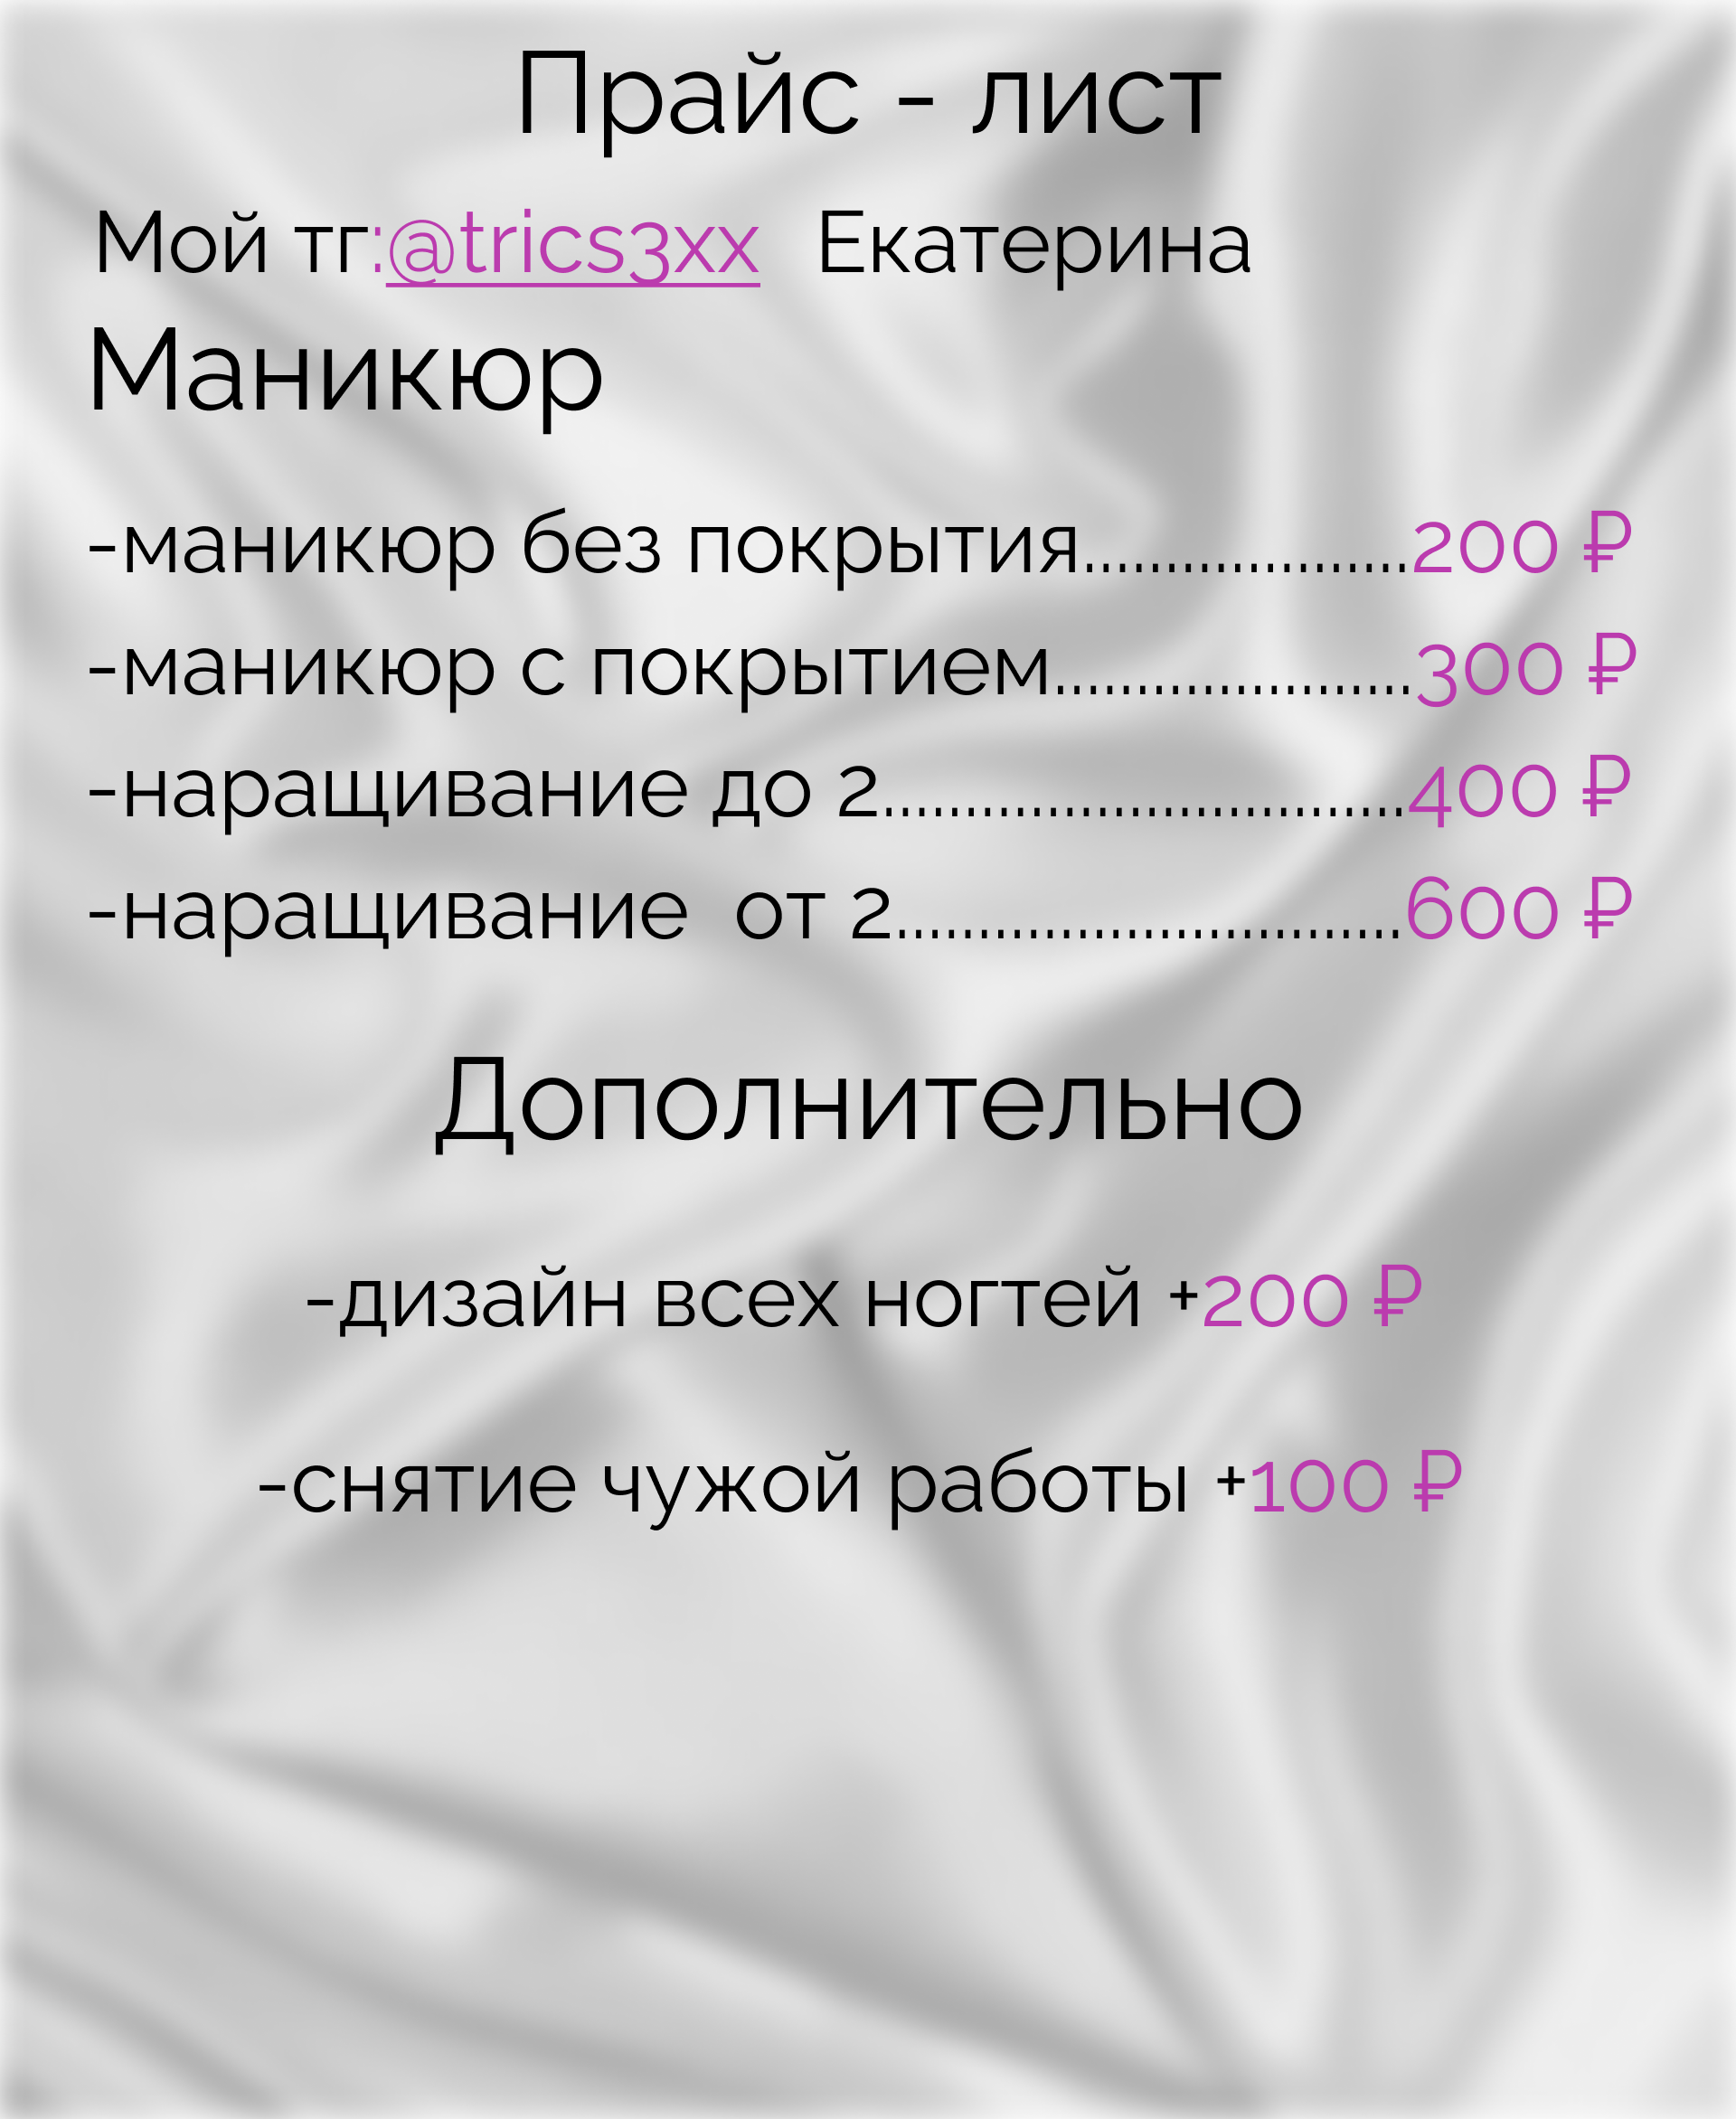 Прайс - лист
Мой тг:@trics3xx Екатерина
Маникюр
-маникюр без покрытия....................200 ₽
-маникюр с покрытием......................300 ₽
-наращивание до 2................................400 ₽
-наращивание от 2...............................600 ₽
Дополнительно
-дизайн всех ногтей +200 ₽
-снятие чужой работы +100 ₽